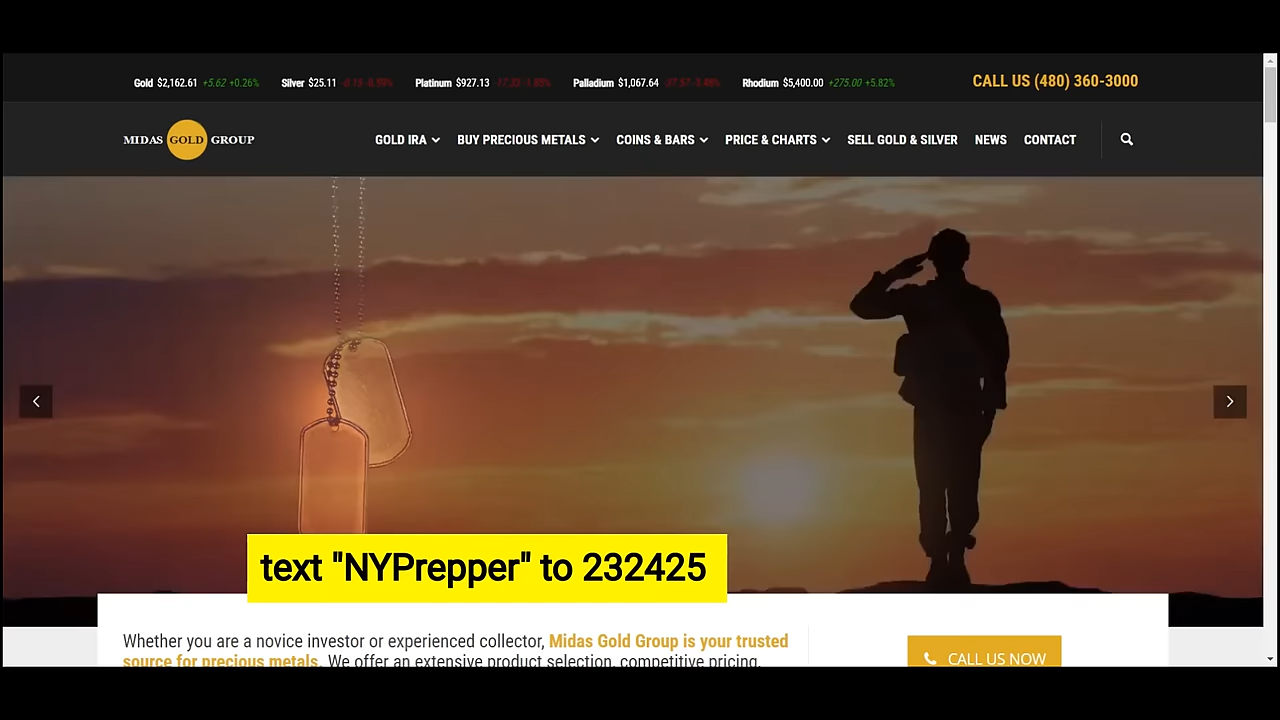 Gold $2,162.61 +5.62 +0.26% Silver $25.11 -0.15 -0.59% Platinum $927.13 -17.33 -1.85% Palladium $1,067.64 -37.57 -3.48% Rhodium $5,400.00 +275.00 +5.82% CALL US (480) 360-3000
MIDAS GOLD GROUP GOLD IRA BUY PRECIOUS METALS COINS & BARS PRICE & CHARTS SELL GOLD & SILVER NEWS CONTACT
text "NYPrepper" to 232425
Whether you are a novice investor or experienced collector, Midas Gold Group is your trusted
source for precious metals. We offer an extensive product selection, competitive pricing,
CALL US NOW